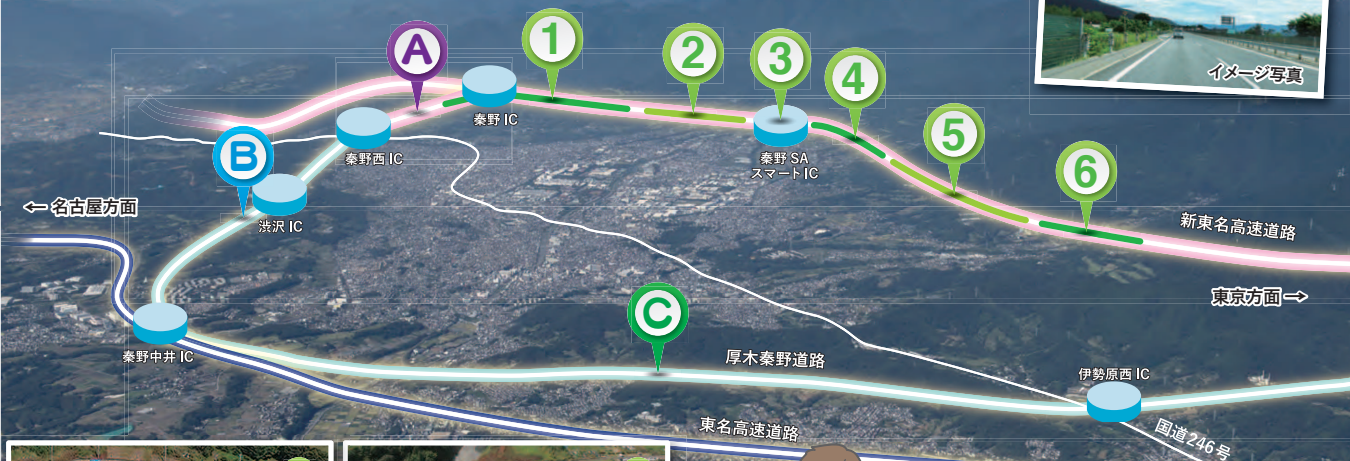 イメージ写真
A
1
2
3
4
5
6
秦野 IC
秦野西 IC
秦野 SA
スマートIC
B
渋沢 IC
← 名古屋方面
新東名高速道路
東京方面 →
秦野中井 IC
C
厚木秦野道路
伊勢原西 IC
東名高速道路
国道246号